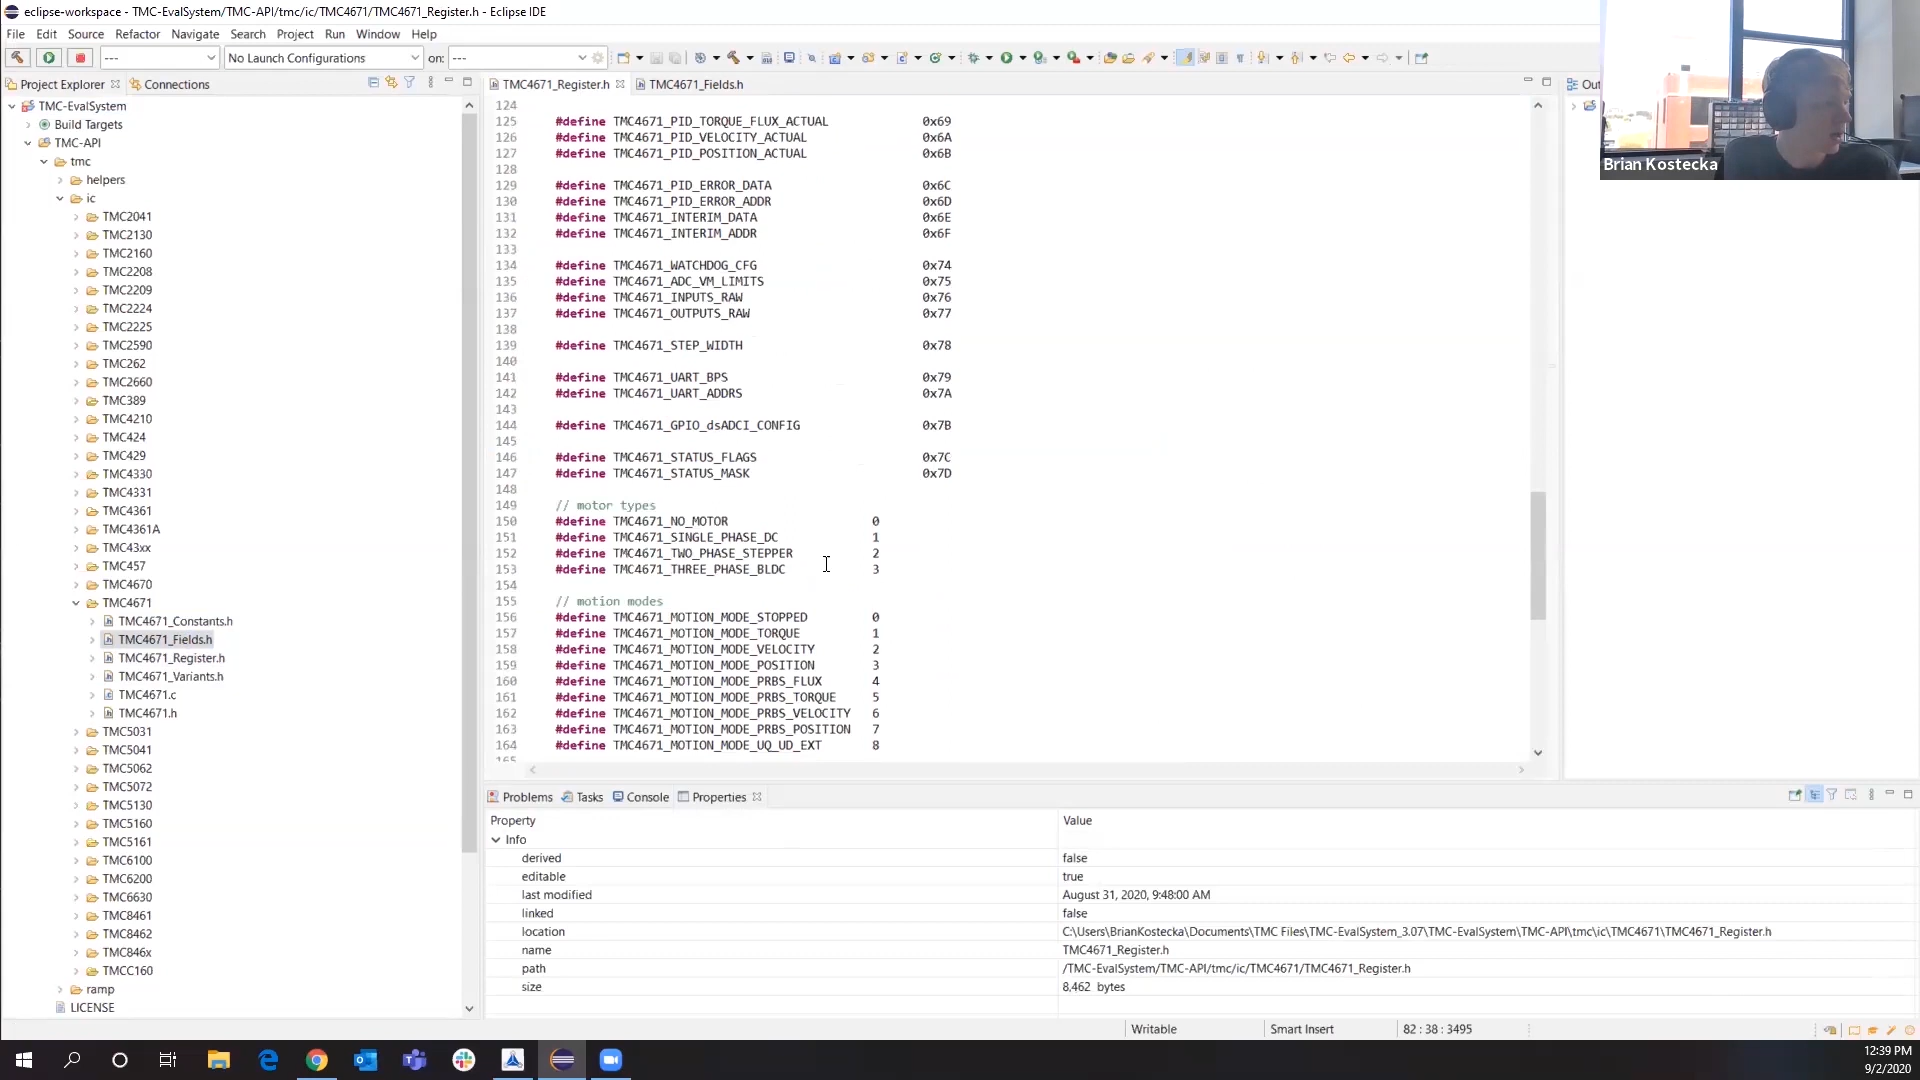 eclipse-workspace - TMC-EvalSystem/TMC-API/tmc/ic/TMC4671/TMC4671_Register.h - Eclipse IDE
File Edit Source Refactor Navigate Search Project Run Window Help
--- No Launch Configurations on: ---
Project Explorer Connections
TMC4671_Register.h TMC4671_Fields.h
TMC-EvalSystem
Build Targets
TMC-API
tmc
helpers
ic
TMC2041
TMC2130
TMC2160
TMC2208
TMC2209
TMC2224
TMC2225
TMC2590
TMC262
TMC2660
TMC389
TMC4210
TMC424
TMC429
TMC4330
TMC4331
TMC4361
TMC4361A
TMC43xx
TMC457
TMC4670
TMC4671
TMC4671_Constants.h
TMC4671_Fields.h
TMC4671_Register.h
TMC4671_Variants.h
TMC4671.c
TMC4671.h
TMC5031
TMC5041
TMC5062
TMC5072
TMC5130
TMC5160
TMC5161
TMC6100
TMC6200
TMC6630
TMC8461
TMC8462
TMC846x
TMCC160
ramp
LICENSE
124
125 #define TMC4671_PID_TORQUE_FLUX_ACTUAL 0x69
126 #define TMC4671_PID_VELOCITY_ACTUAL 0x6A
127 #define TMC4671_PID_POSITION_ACTUAL 0x6B
128
129 #define TMC4671_PID_ERROR_DATA 0x6C
130 #define TMC4671_PID_ERROR_ADDR 0x6D
131 #define TMC4671_INTERIM_DATA 0x6E
132 #define TMC4671_INTERIM_ADDR 0x6F
133
134 #define TMC4671_WATCHDOG_CFG 0x74
135 #define TMC4671_ADC_VM_LIMITS 0x75
136 #define TMC4671_INPUTS_RAW 0x76
137 #define TMC4671_OUTPUTS_RAW 0x77
138
139 #define TMC4671_STEP_WIDTH 0x78
140
141 #define TMC4671_UART_BPS 0x79
142 #define TMC4671_UART_ADDRS 0x7A
143
144 #define TMC4671_GPIO_dsADCI_CONFIG 0x7B
145
146 #define TMC4671_STATUS_FLAGS 0x7C
147 #define TMC4671_STATUS_MASK 0x7D
148
149 // motor types
150 #define TMC4671_NO_MOTOR 0
151 #define TMC4671_SINGLE_PHASE_DC 1
152 #define TMC4671_TWO_PHASE_STEPPER 2
153 #define TMC4671_THREE_PHASE_BLDC 3
154
155 // motion modes
156 #define TMC4671_MOTION_MODE_STOPPED 0
157 #define TMC4671_MOTION_MODE_TORQUE 1
158 #define TMC4671_MOTION_MODE_VELOCITY 2
159 #define TMC4671_MOTION_MODE_POSITION 3
160 #define TMC4671_MOTION_MODE_PRBS_FLUX 4
161 #define TMC4671_MOTION_MODE_PRBS_TORQUE 5
162 #define TMC4671_MOTION_MODE_PRBS_VELOCITY 6
163 #define TMC4671_MOTION_MODE_PRBS_POSITION 7
164 #define TMC4671_MOTION_MODE_UQ_UD_EXT 8
Out
Brian Kostecka
Problems Tasks Console Properties
Property Value
Info
derived false
editable true
last modified August 31, 2020, 9:48:00 AM
linked false
location C:\Users\BrianKostecka\Documents\TMC Files\TMC-EvalSystem_3.07\TMC-EvalSystem\TMC-API\tmc\ic\TMC4671\TMC4671_Register.h
name TMC4671_Register.h
path /TMC-EvalSystem/TMC-API/tmc/ic/TMC4671/TMC4671_Register.h
size 8,462 bytes
Writable Smart Insert 82 : 38 : 3495
12:39 PM
9/2/2020